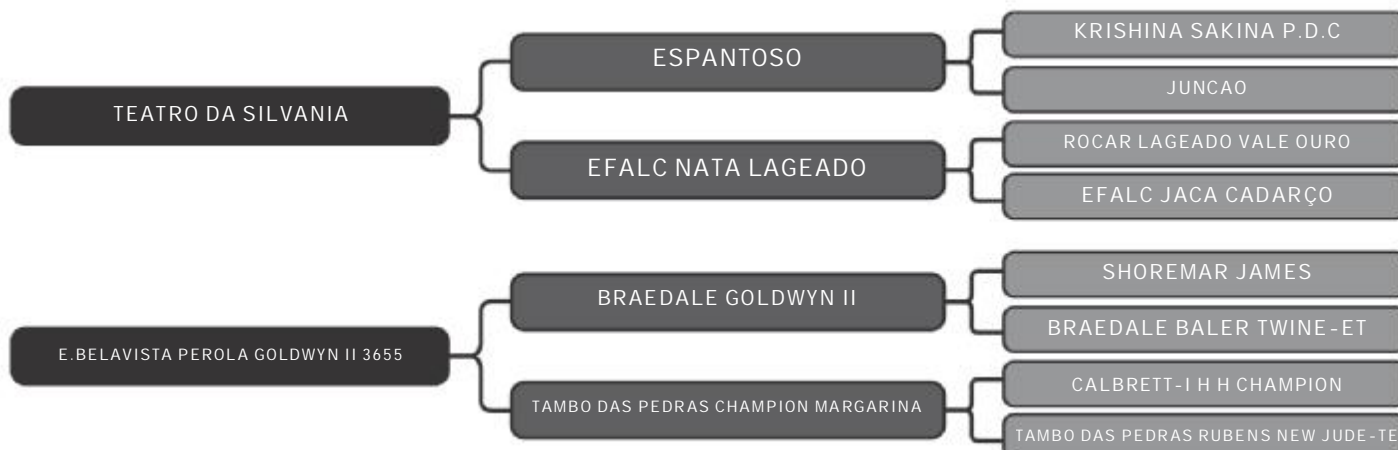 TEATRO DA SILVANIA
ESPANTOSO
KRISHINA SAKINA P.D.C
JUNCAO
EFALC NATA LAGEADO
ROCAR LAGEADO VALE OURO
EFALC JACA CADARÇO
E.BELAVISTA PEROLA GOLDWYN II 3655
BRAEDALE GOLDWYN II
SHOREMAR JAMES
BRAEDALE BALER TWINE-ET
TAMBO DAS PEDRAS CHAMPION MARGARINA
CALBRETT-I H H CHAMPION
TAMBO DAS PEDRAS RUBENS NEW JUDE-TE